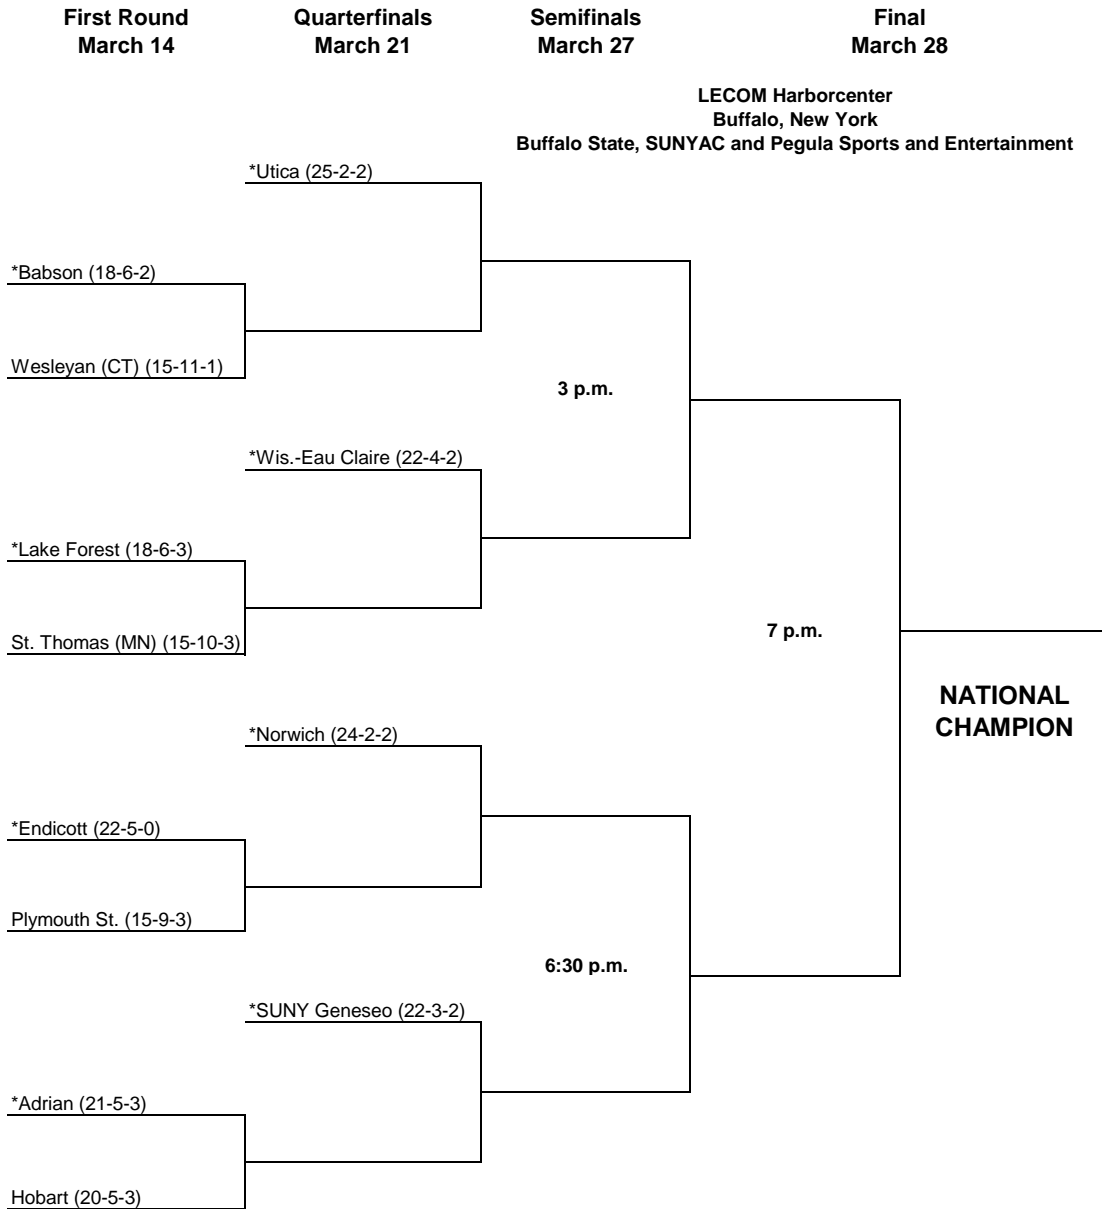 First Round
March 14
Quarterfinals
March 21
Semifinals
March 27
Final
March 28
LECOM Harborcenter
Buffalo, New York
Buffalo State, SUNYAC and Pegula Sports and Entertainment
*Utica (25-2-2)
*Babson (18-6-2)
Wesleyan (CT) (15-11-1)
3 p.m.
*Wis.-Eau Claire (22-4-2)
*Lake Forest (18-6-3)
St. Thomas (MN) (15-10-3)
7 p.m.
NATIONAL
CHAMPION
*Norwich (24-2-2)
*Endicott (22-5-0)
Plymouth St. (15-9-3)
6:30 p.m.
*SUNY Geneseo (22-3-2)
*Adrian (21-5-3)
Hobart (20-5-3)